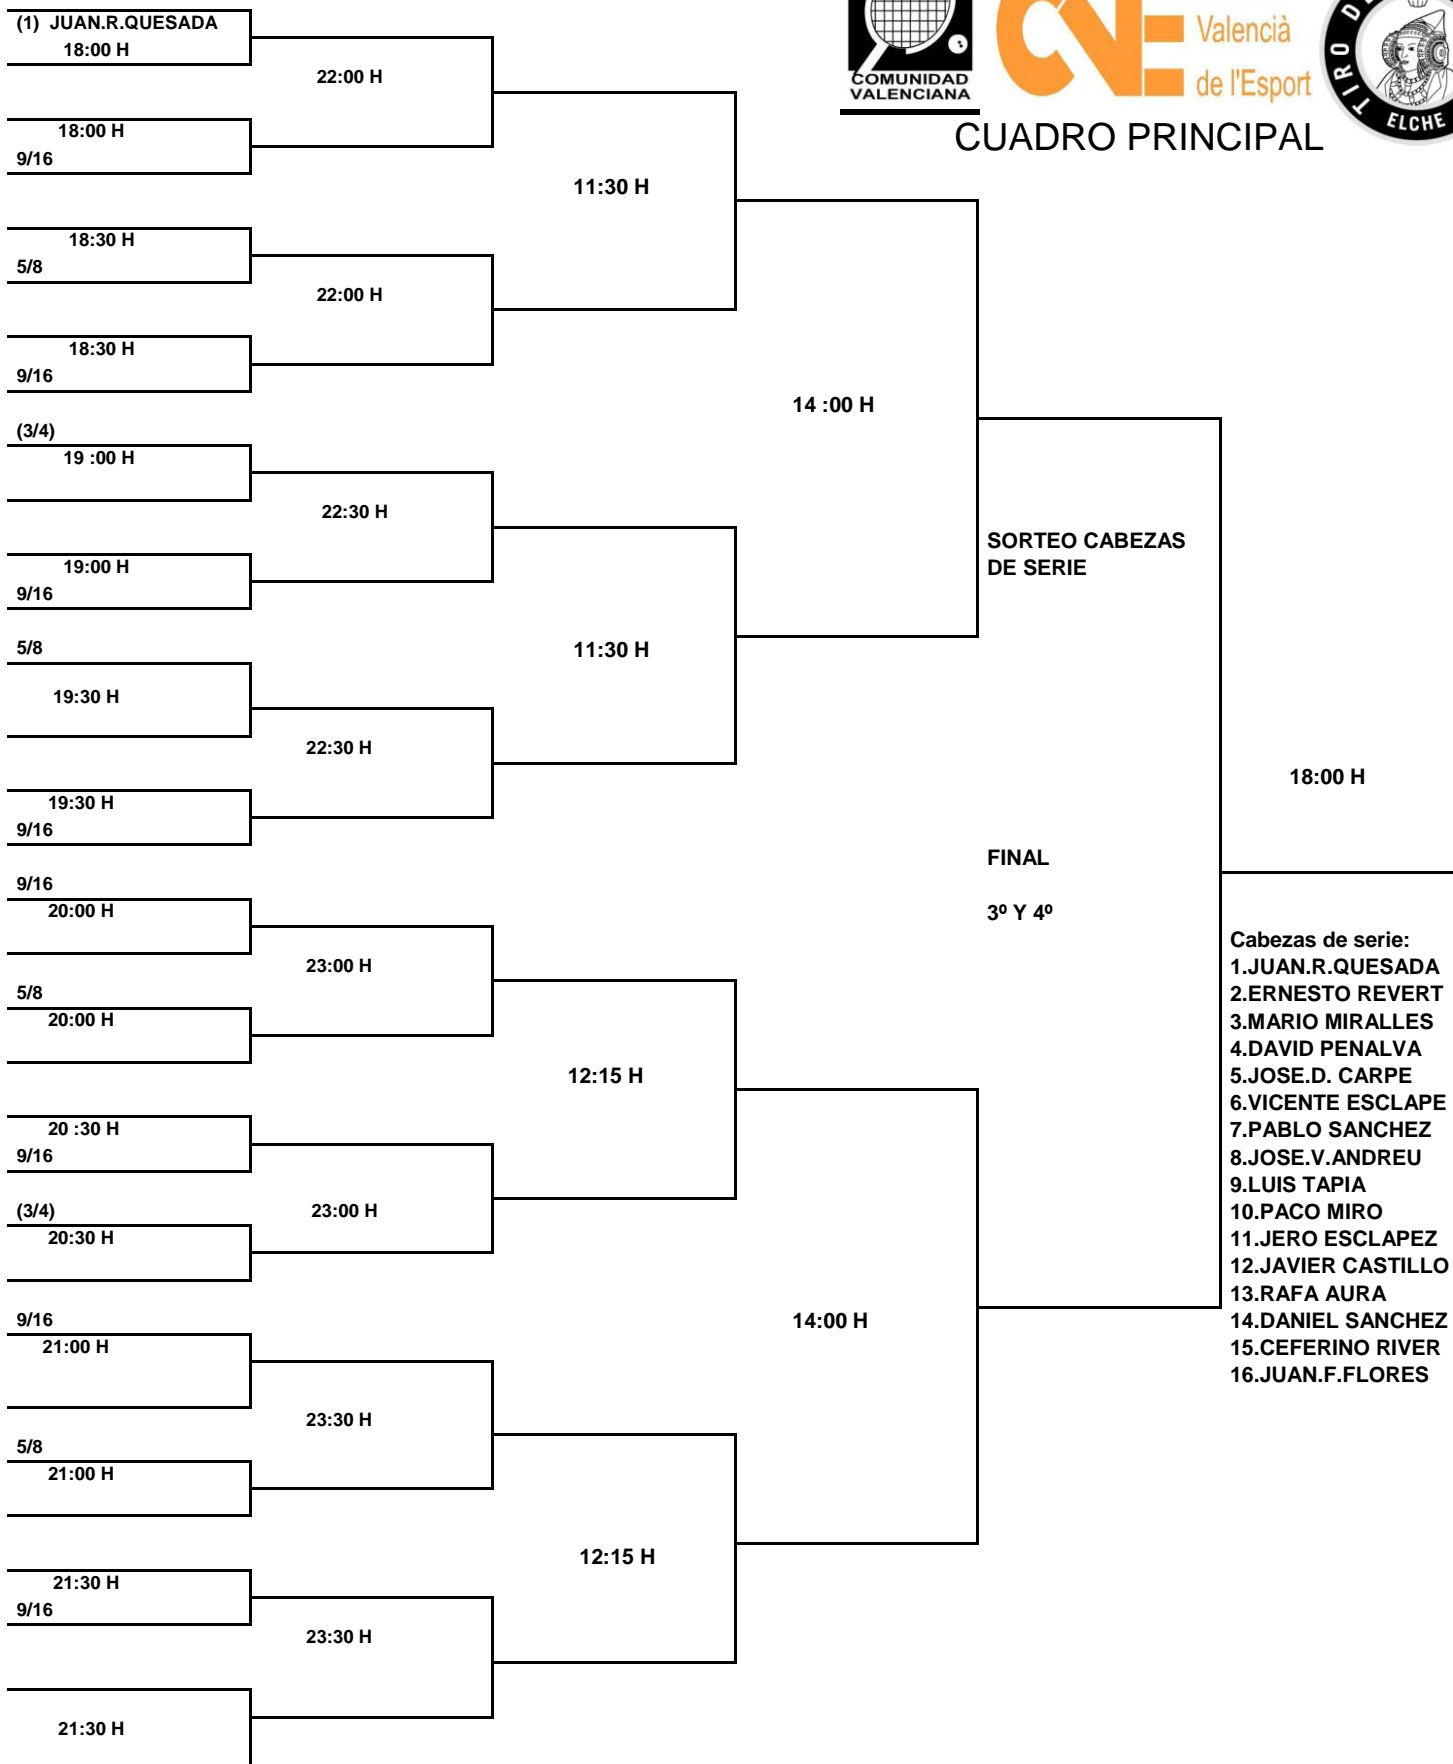 COMUNIDAD
VALENCIANA
Valencià
de l'Esport
TIRO DE
ELCHE
CUADRO PRINCIPAL
(1) JUAN.R.QUESADA
18:00 H
22:00 H
18:00 H
9/16
11:30 H
18:30 H
5/8
22:00 H
18:30 H
9/16
14 :00 H
(3/4)
19 :00 H
22:30 H
SORTEO CABEZAS
DE SERIE
19:00 H
9/16
5/8
11:30 H
19:30 H
22:30 H
18:00 H
19:30 H
9/16
FINAL
3º Y 4º
9/16
20:00 H
23:00 H
5/8
20:00 H
12:15 H
20 :30 H
9/16
(3/4)
23:00 H
20:30 H
9/16
14:00 H
21:00 H
23:30 H
5/8
21:00 H
12:15 H
21:30 H
9/16
23:30 H
21:30 H
Cabezas de serie:
1.JUAN.R.QUESADA
2.ERNESTO REVERT
3.MARIO MIRALLES
4.DAVID PENALVA
5.JOSE.D. CARPE
6.VICENTE ESCLAPE
7.PABLO SANCHEZ
8.JOSE.V.ANDREU
9.LUIS TAPIA
10.PACO MIRO
11.JERO ESCLAPEZ
12.JAVIER CASTILLO
13.RAFA AURA
14.DANIEL SANCHEZ
15.CEFERINO RIVER
16.JUAN.F.FLORES